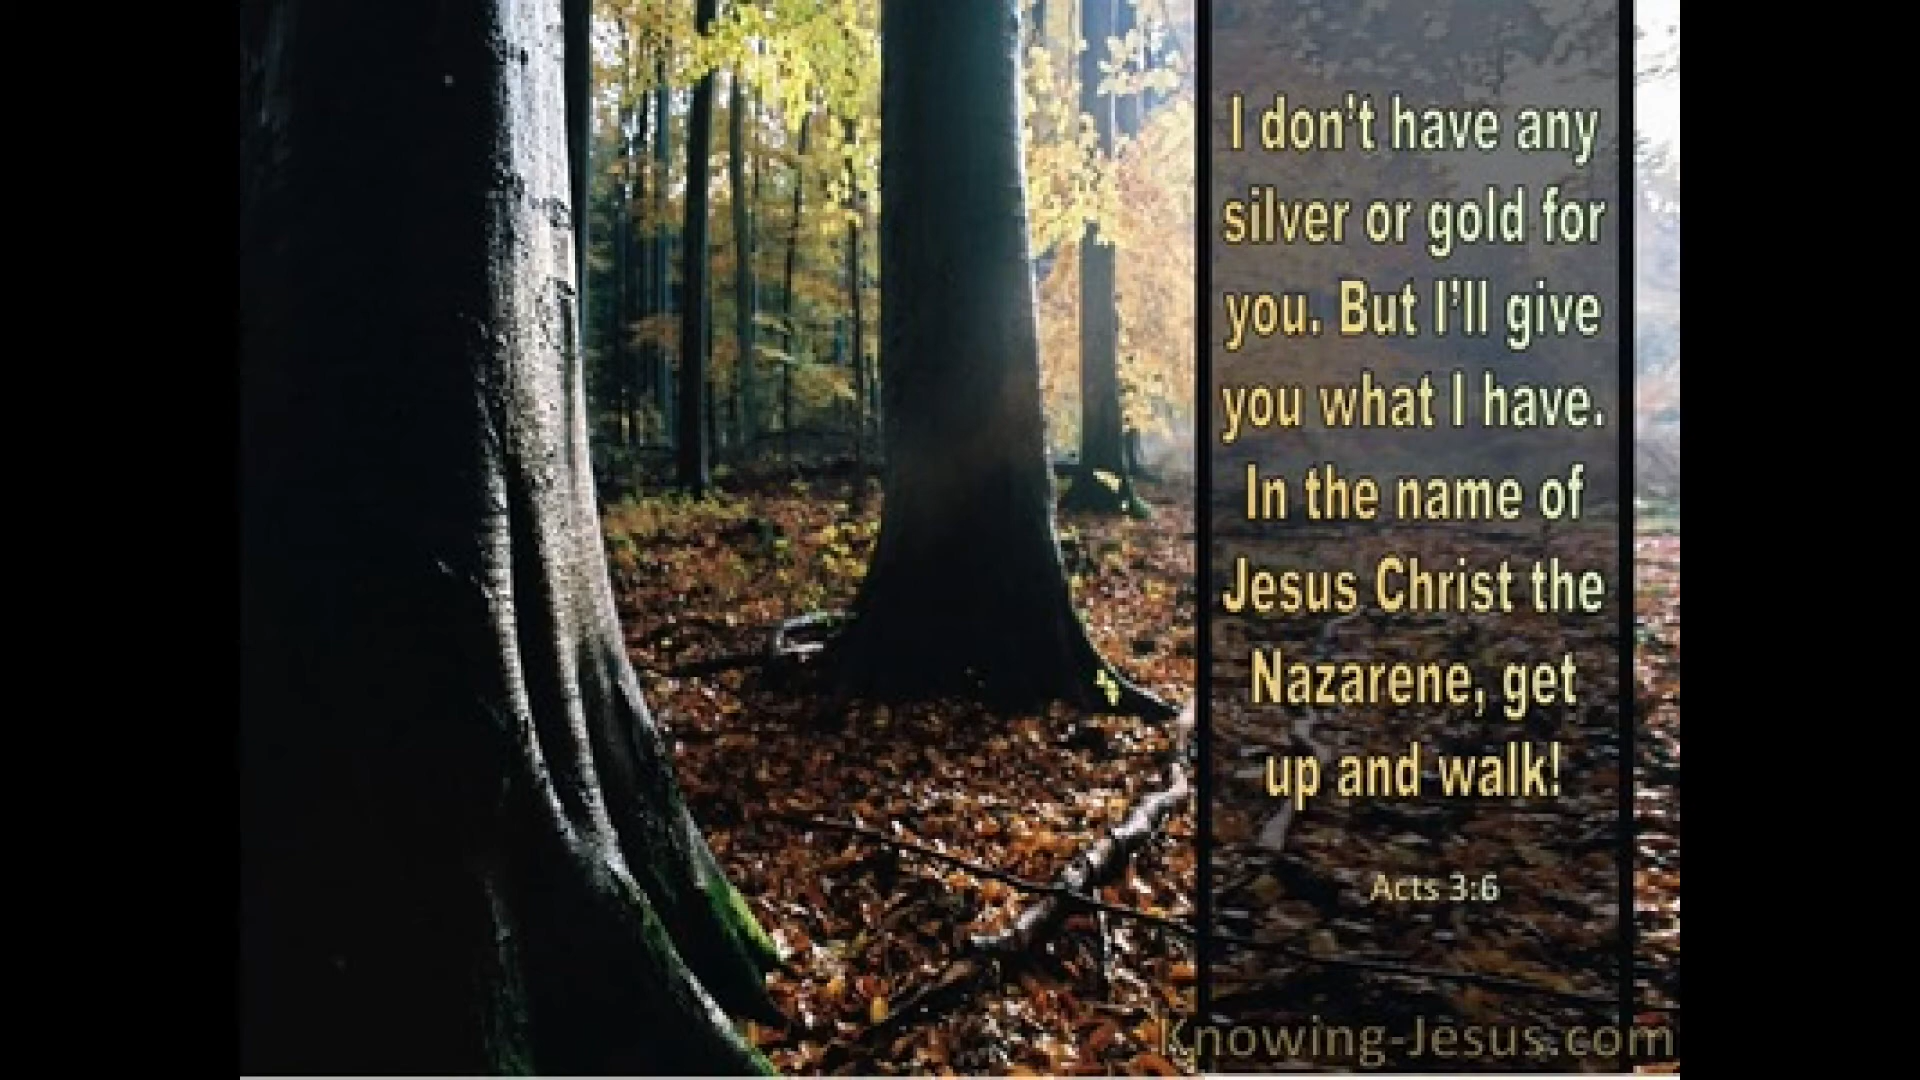 I don't have any
silver or gold for
you. But I'll give
you what I have.
In the name of
Jesus Christ the
Nazarene, get
up and walk!
Acts 3:6
Knowing-Jesus.com